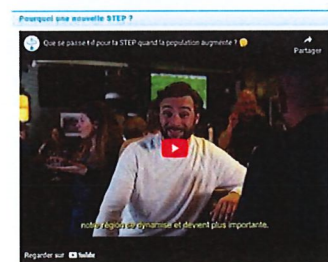 Pourquoi une nouvelle STEP ?
Que se passe t-il pour la STEP quand la population augmente ?
Partager
notre région se dynamise et devient plus importante.
Regarder sur YouTube